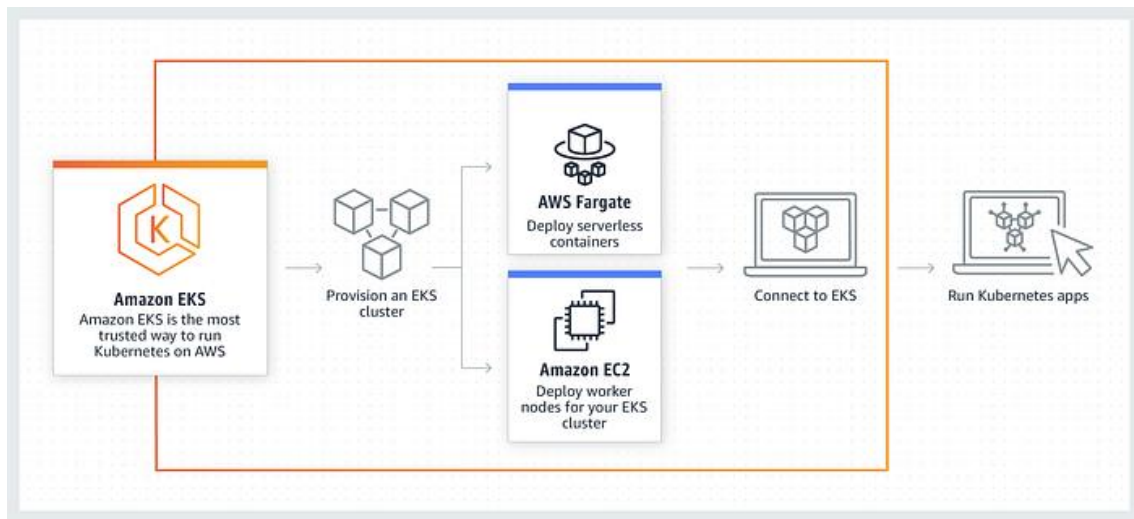 K
Amazon EKS
Amazon EKS is the most
trusted way to run
Kubernetes on AWS
Provision an EKS
cluster
AWS Fargate
Deploy serverless
containers
Amazon EC2
Deploy worker
nodes for your EKS
cluster
Connect to EKS
Run Kubernetes apps